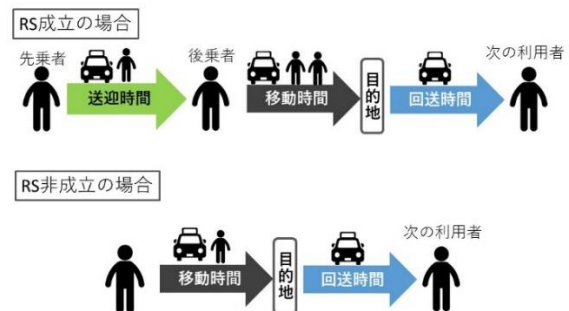 RS成立の場合
先乗者
後乗者
次の利用者
送迎時間
移動時間
目的地
回送時間
RS非成立の場合
次の利用者
移動時間
目的地
回送時間